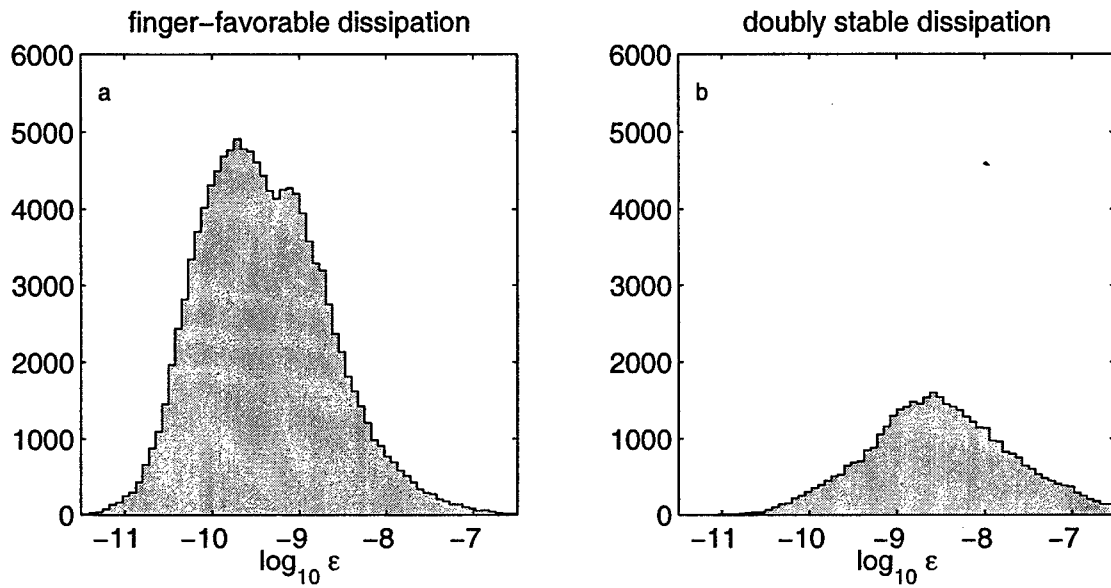 finger-favorable dissipation
6000
5000
4000
3000
2000
1000
0
a
-11 -10 -9 -8 -7
log10 ε
doubly stable dissipation
6000
5000
4000
3000
2000
1000
0
b
-11 -10 -9 -8 -7
log10 ε